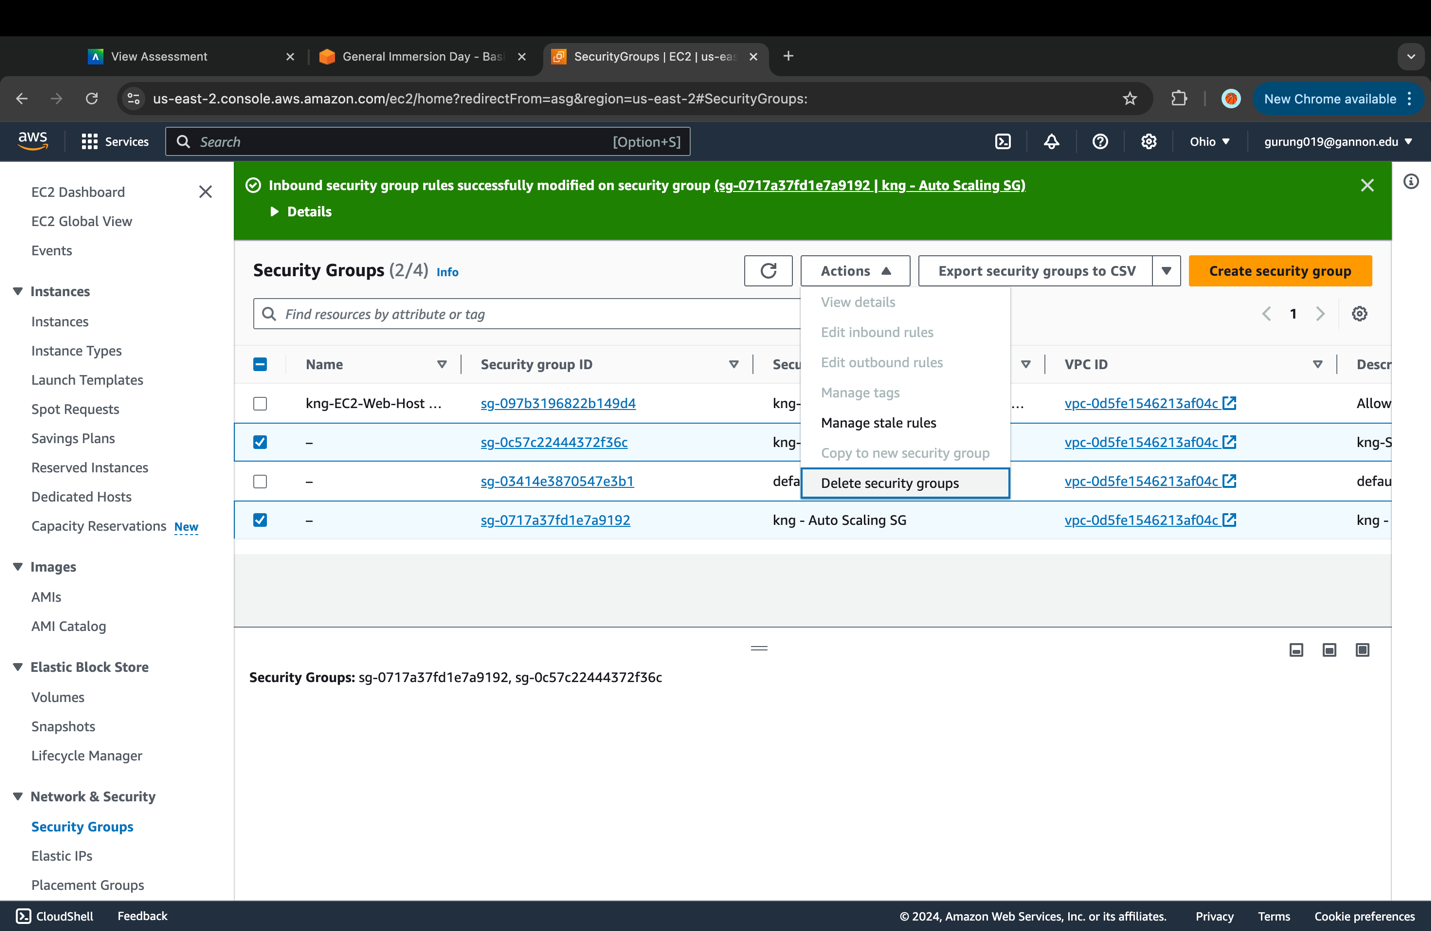 View Assessment
General Immersion Day - Bas
SecurityGroups | EC2 | us-eas
us-east-2.console.aws.amazon.com/ec2/home?redirectFrom=asg&region=us-east-2#SecurityGroups:
New Chrome available
aws
Services
Search
[Option+S]
Ohio
gurung019@gannon.edu
EC2 Dashboard
EC2 Global View
Events
Instances
Instances
Instance Types
Launch Templates
Spot Requests
Savings Plans
Reserved Instances
Dedicated Hosts
Capacity Reservations New
Images
AMIs
AMI Catalog
Elastic Block Store
Volumes
Snapshots
Lifecycle Manager
Network & Security
Security Groups
Elastic IPs
Placement Groups
Inbound security group rules successfully modified on security group (sg-0717a37fd1e7a9192 | kng - Auto Scaling SG)
Details
Security Groups (2/4) Info
Actions
Export security groups to CSV
Create security group
Find resources by attribute or tag
1
View details
Edit inbound rules
Edit outbound rules
Manage tags
Manage stale rules
Copy to new security group
Delete security groups
Name Security group ID Secu VPC ID Descr
kng-EC2-Web-Host ... sg-097b3196822b149d4 kng- ... vpc-0d5fe1546213af04c Allow
– sg-0c57c22444372f36c kng- vpc-0d5fe1546213af04c kng-S
– sg-03414e3870547e3b1 defa vpc-0d5fe1546213af04c defau
– sg-0717a37fd1e7a9192 kng - Auto Scaling SG vpc-0d5fe1546213af04c kng -
Security Groups: sg-0717a37fd1e7a9192, sg-0c57c22444372f36c
CloudShell
Feedback
© 2024, Amazon Web Services, Inc. or its affiliates.
Privacy
Terms
Cookie preferences